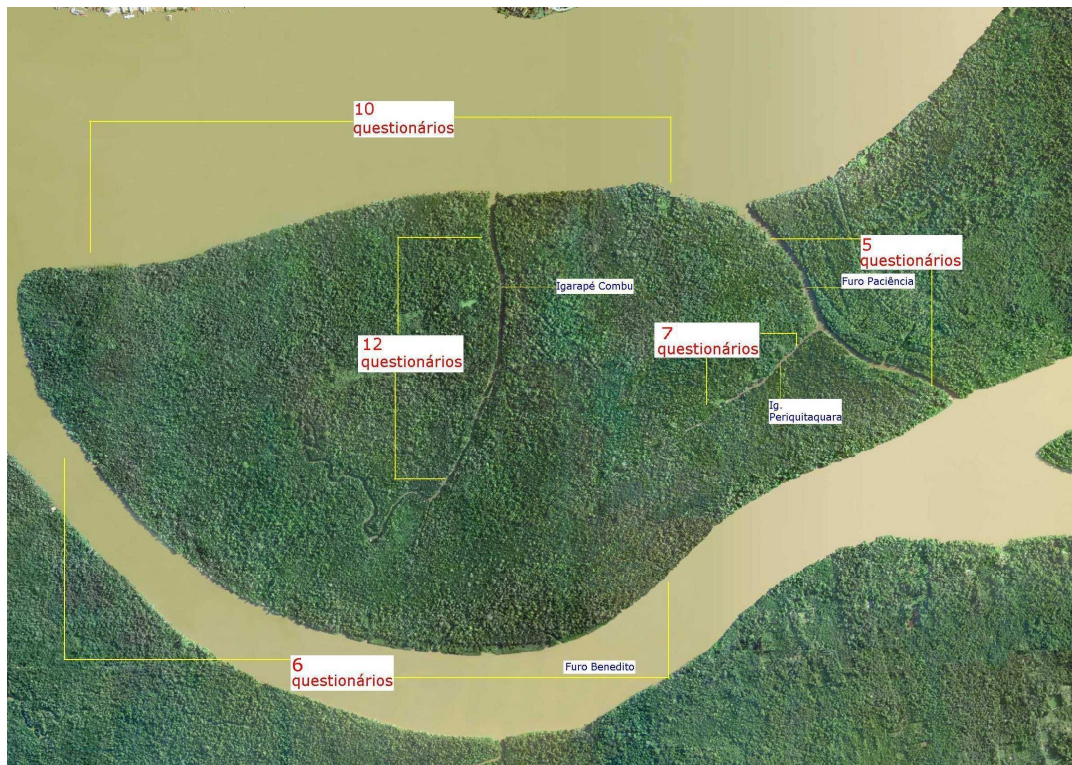 10
questionários
5
questionários
Furo Paciência
Igarapé Combu
12
questionários
7
questionários
Ig.
Periquitaquara
6
questionários
Furo Benedito